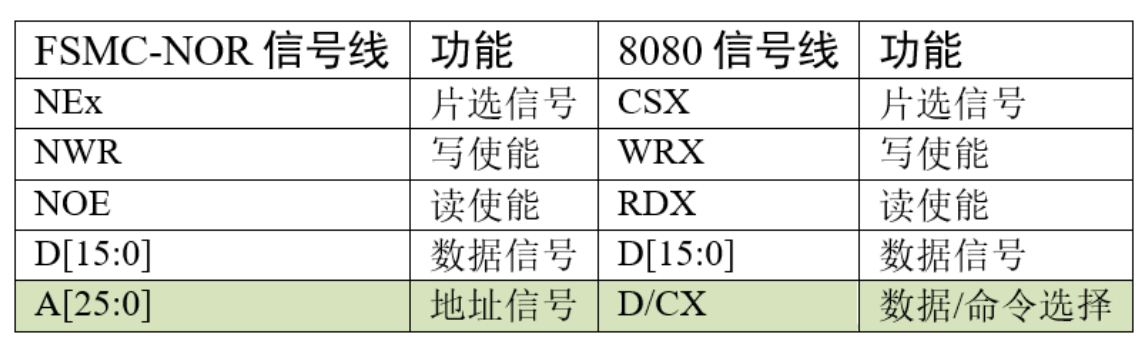 FSMC-NOR 信号线 功能 8080 信号线 功能
NEx 片选信号 CSX 片选信号
NWR 写使能 WRX 写使能
NOE 读使能 RDX 读使能
D[15:0] 数据信号 D[15:0] 数据信号
A[25:0] 地址信号 D/CX 数据/命令选择